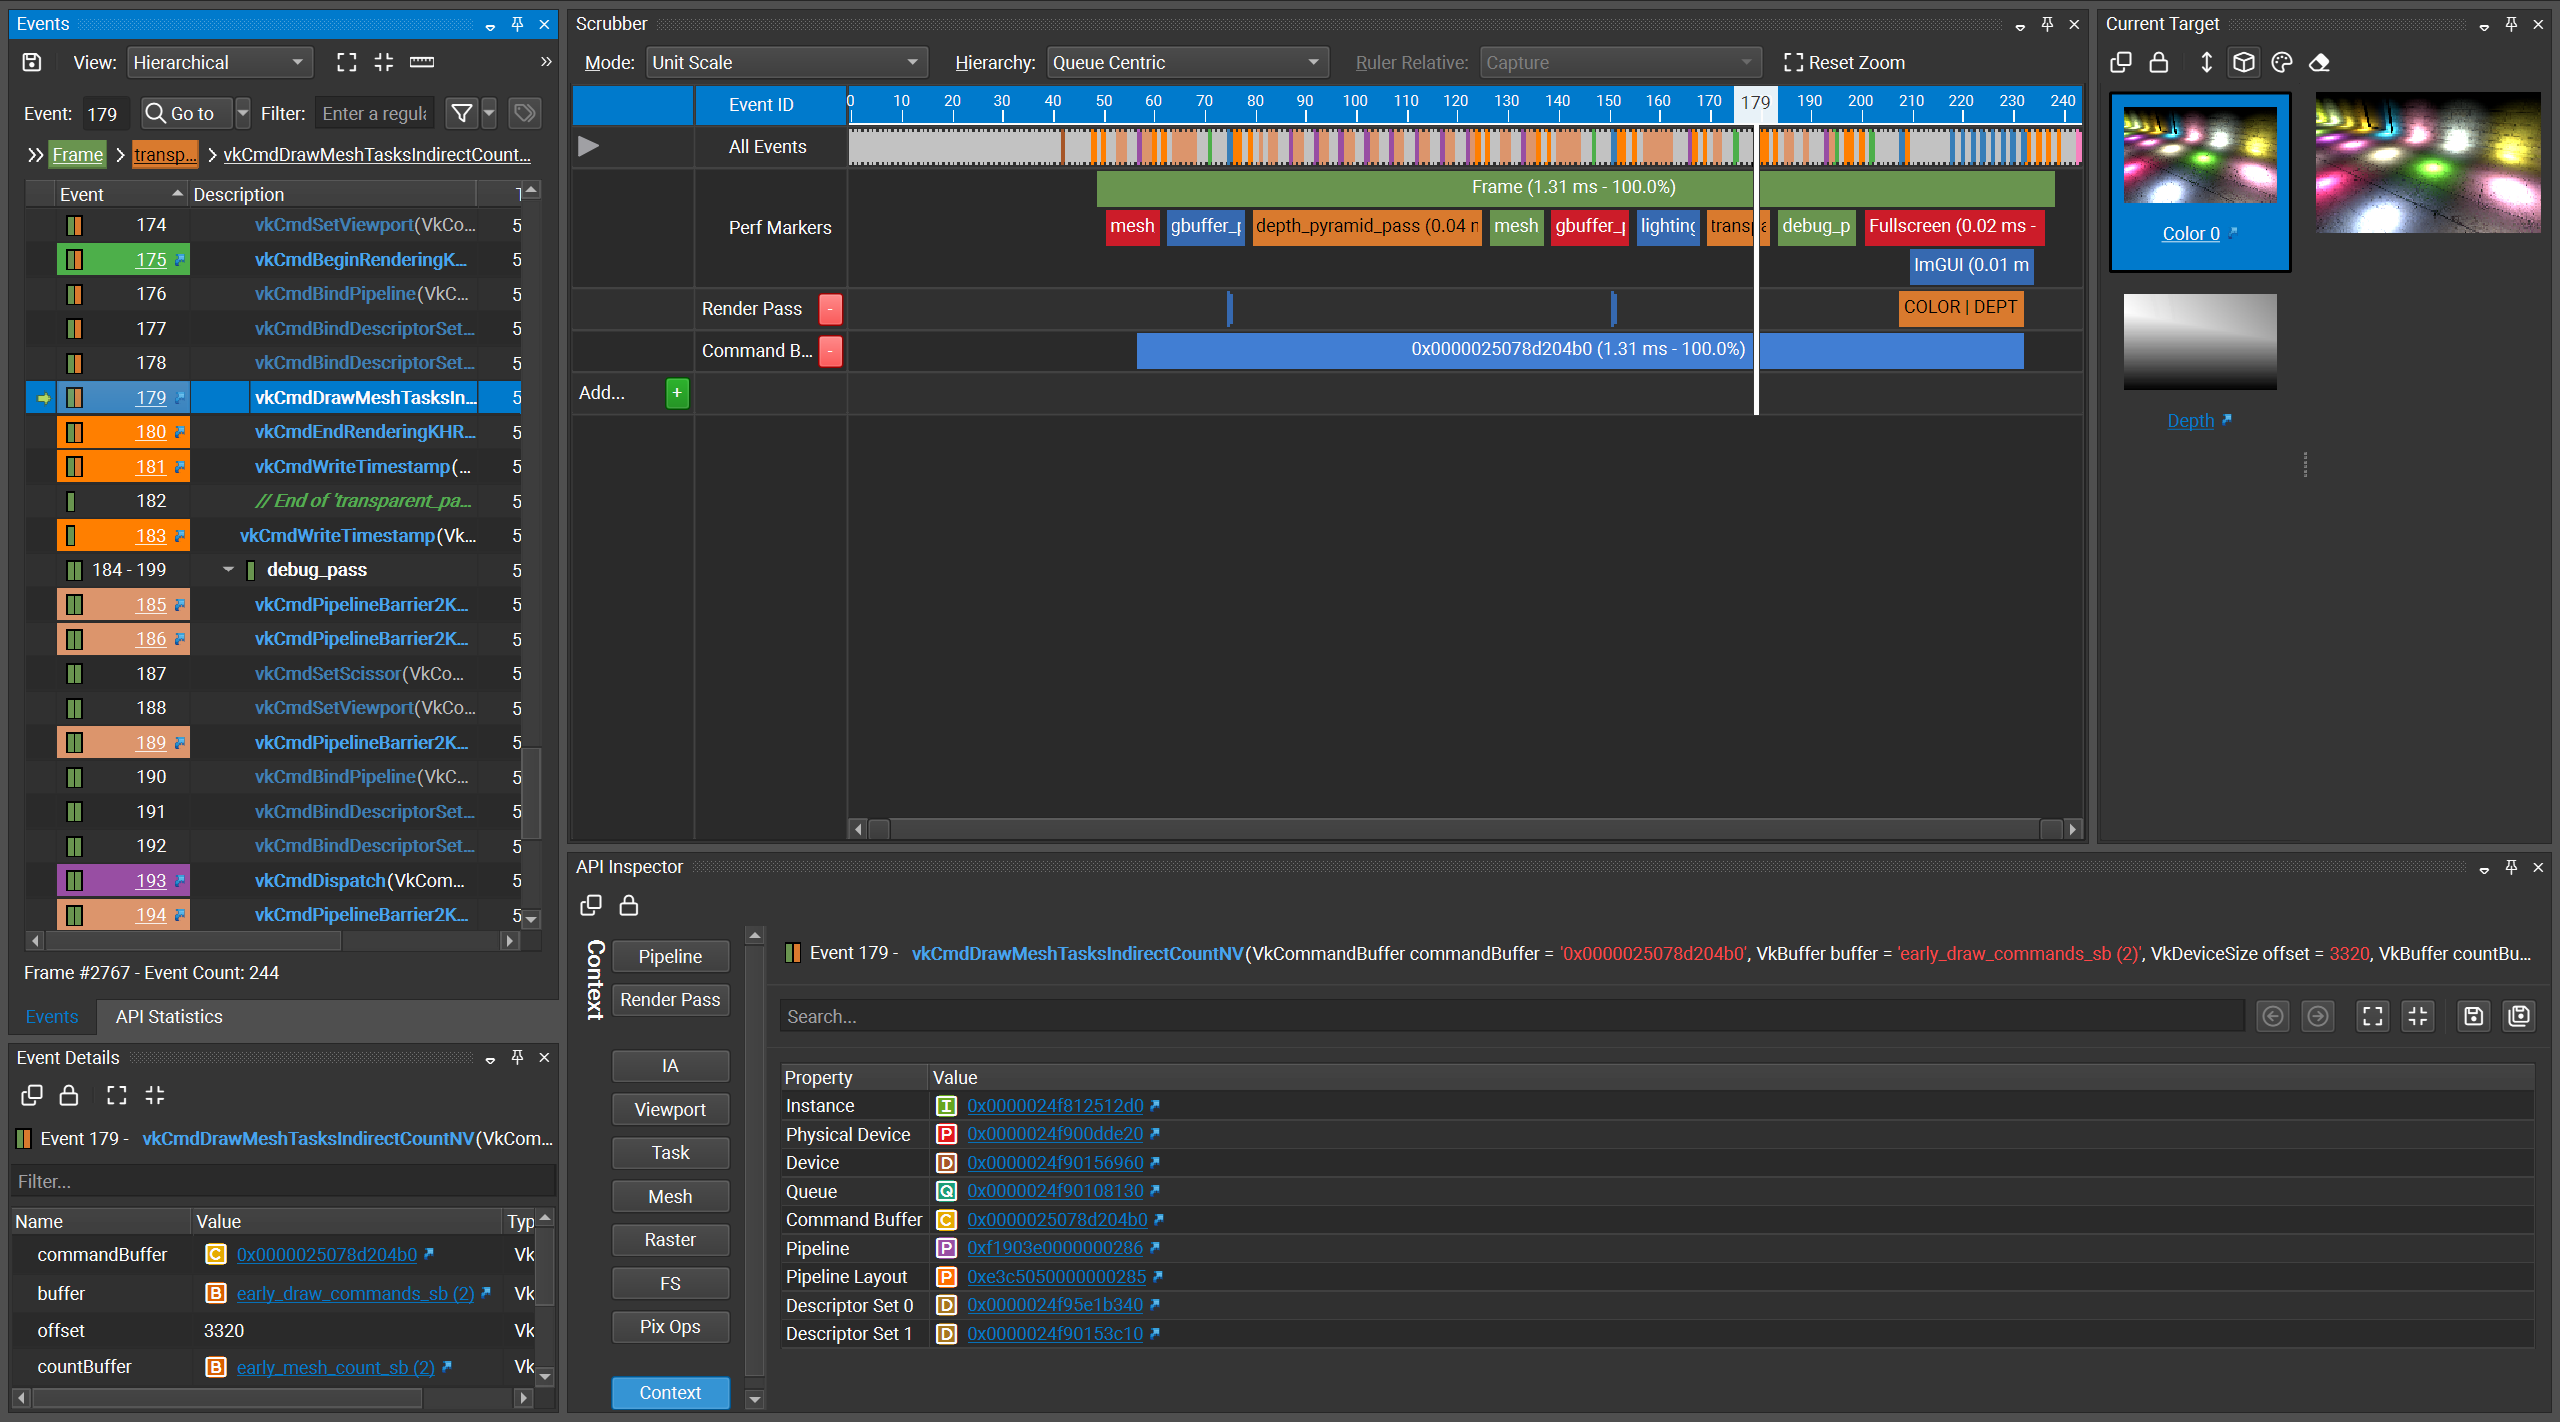 Events
View: Hierarchical
Event: 179 Go to Filter: Enter a regula
Frame transp... vkCmdDrawMeshTasksIndirectCount...
Event Description
174 vkCmdSetViewport(VkCo... 5
175 vkCmdBeginRenderingK... 5
176 vkCmdBindPipeline(VkC... 5
177 vkCmdBindDescriptorSet... 5
178 vkCmdBindDescriptorSet... 5
179 vkCmdDrawMeshTasksIn... 5
180 vkCmdEndRenderingKHR... 5
181 vkCmdWriteTimestamp(... 5
182 // End of 'transparent_pa... 5
183 vkCmdWriteTimestamp(Vk... 5
184 - 199 debug_pass 5
185 vkCmdPipelineBarrier2K... 5
186 vkCmdPipelineBarrier2K... 5
187 vkCmdSetScissor(VkCo... 5
188 vkCmdSetViewport(VkCo... 5
189 vkCmdPipelineBarrier2K... 5
190 vkCmdBindPipeline(VkC... 5
191 vkCmdBindDescriptorSet... 5
192 vkCmdBindDescriptorSet... 5
193 vkCmdDispatch(VkCom... 5
194 vkCmdPipelineBarrier2K... 5
Frame #2767 - Event Count: 244
Events API Statistics
Event Details
Event 179 - vkCmdDrawMeshTasksIndirectCountNV(VkCom...
Filter...
Name Value Typ
commandBuffer C 0x0000025078d204b0 Vk
buffer B early_draw_commands_sb (2) Vk
offset 3320 Vk
countBuffer B early_mesh_count_sb (2) Vk
Scrubber
Mode: Unit Scale Hierarchy: Queue Centric Ruler Relative: Capture Reset Zoom
Event ID 0 10 20 30 40 50 60 70 80 90 100 110 120 130 140 150 160 170 179 190 200 210 220 230 240
All Events
Frame (1.31 ms - 100.0%)
Perf Markers mesh gbuffer_p depth_pyramid_pass (0.04 m mesh gbuffer_p lighting transpa debug_p Fullscreen (0.02 ms -
ImGUI (0.01 m
Render Pass - COLOR | DEPT
Command B... - 0x0000025078d204b0 (1.31 ms - 100.0%)
Add... +
Current Target
Color 0
Depth
API Inspector
Context
Pipeline
Render Pass
IA
Viewport
Task
Mesh
Raster
FS
Pix Ops
Context
Event 179 - vkCmdDrawMeshTasksIndirectCountNV(VkCommandBuffer commandBuffer = '0x0000025078d204b0', VkBuffer buffer = 'early_draw_commands_sb (2)', VkDeviceSize offset = 3320, VkBuffer countBu...
Search...
Property Value
Instance I 0x0000024f812512d0
Physical Device P 0x0000024f900dde20
Device D 0x0000024f90156960
Queue Q 0x0000024f90108130
Command Buffer C 0x0000025078d204b0
Pipeline P 0xf1903e0000000286
Pipeline Layout P 0xe3c5050000000285
Descriptor Set 0 D 0x0000024f95e1b340
Descriptor Set 1 D 0x0000024f90153c10